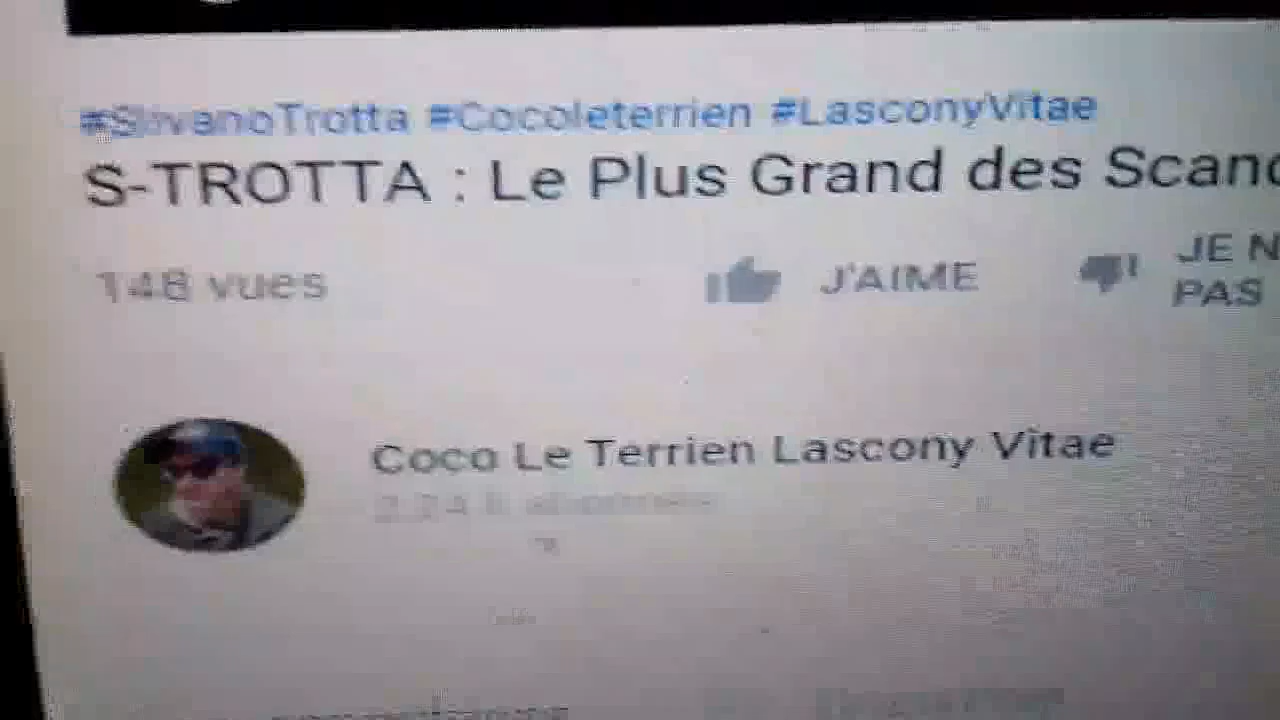 #SilvanoTrotta #Cocoleterrien #LasconyVitae
S-TROTTA : Le Plus Grand des Scand
148 vues
J'AIME
JE N
PAS
Coco Le Terrien Lascony Vitae